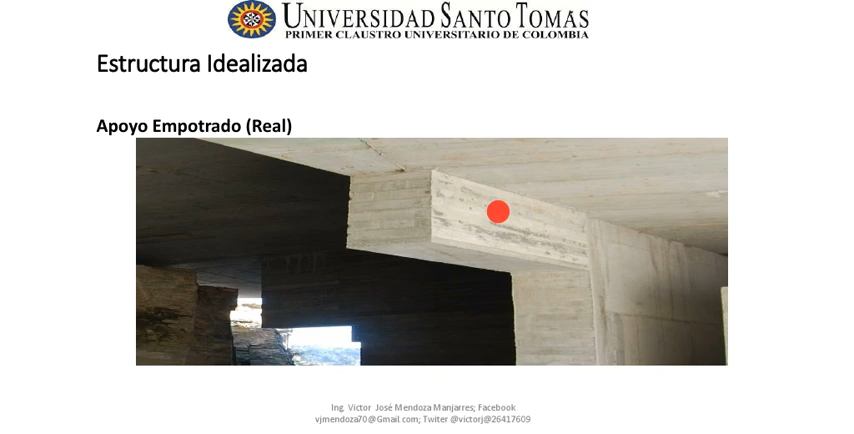 UNIVERSIDAD SANTO TOMAS
PRIMER CLAUSTRO UNIVERSITARIO DE COLOMBIA
Estructura Idealizada
Apoyo Empotrado (Real)
Ing. Victor José Mendoza Manjarres; Facebook
vjmendoza70@Gmail.com; Twiter @victorj@26417609